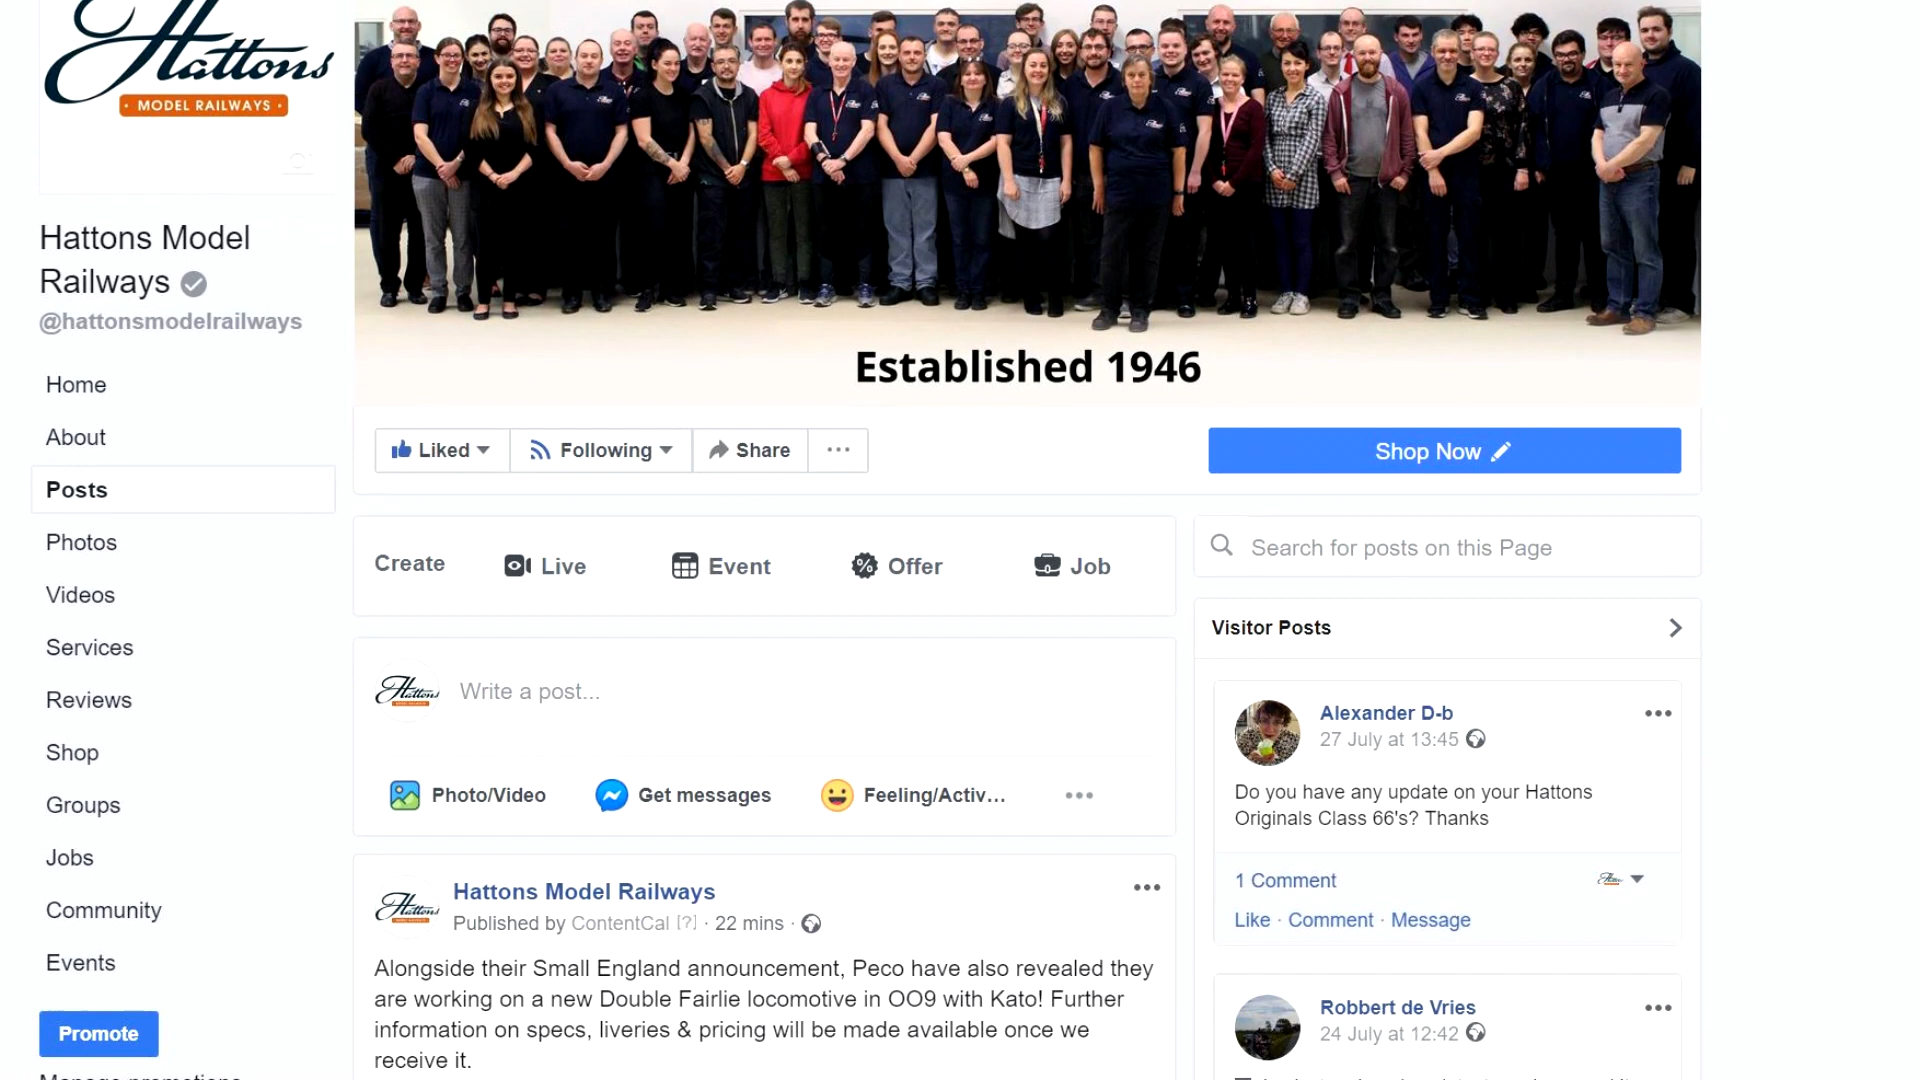 Hattons
• MODEL RAILWAYS •
Hattons Model
Railways
@hattonsmodelrailways
Home
About
Posts
Photos
Videos
Services
Reviews
Shop
Groups
Jobs
Community
Events
Promote
Manage promotions
Established 1946
Liked
Following
Share
Shop Now
Create
Live
Event
Offer
Job
Hattons
Write a post...
Photo/Video
Get messages
Feeling/Activ...
Hattons
Hattons Model Railways
Published by ContentCal [?] · 22 mins ·
Alongside their Small England announcement, Peco have also revealed they
are working on a new Double Fairlie locomotive in OO9 with Kato! Further
information on specs, liveries & pricing will be made available once we
receive it.
Search for posts on this Page
Visitor Posts
Alexander D-b
27 July at 13:45
Do you have any update on your Hattons
Originals Class 66's? Thanks
1 Comment
Like · Comment · Message
Robbert de Vries
24 July at 12:42